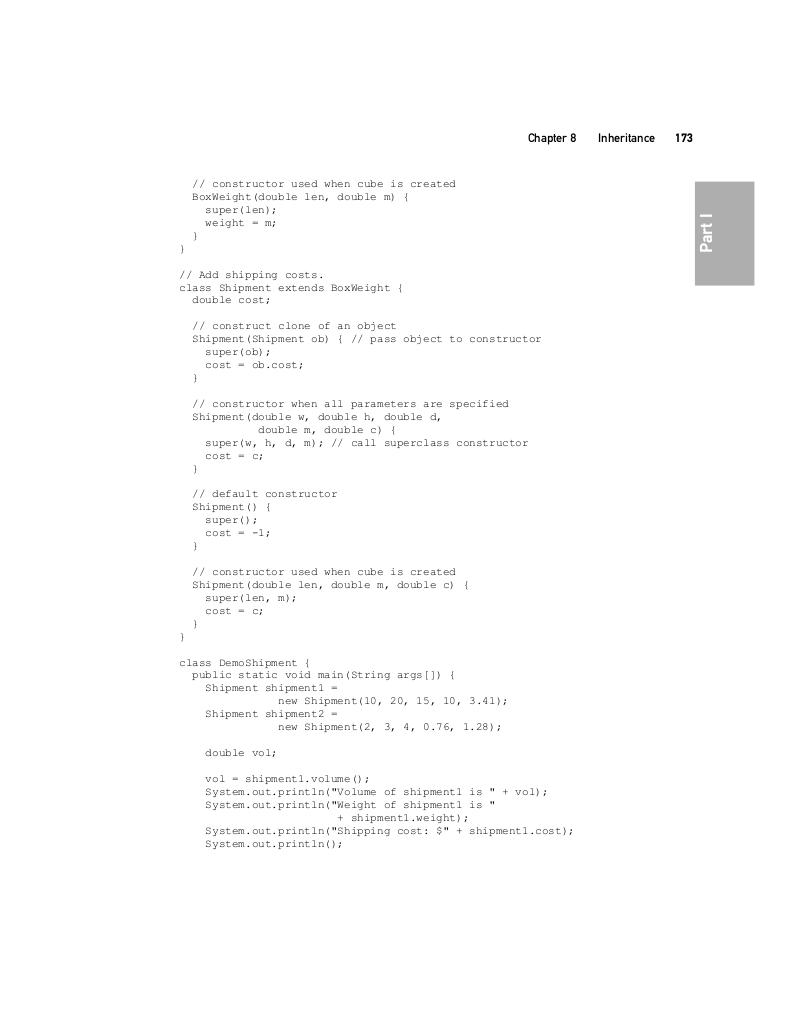 Chapter 8 Inheritance 173
Part I
  // constructor used when cube is created
  BoxWeight(double len, double m) {
    super(len);
    weight = m;
  }
}

// Add shipping costs.
class Shipment extends BoxWeight {
  double cost;

  // construct clone of an object
  Shipment(Shipment ob) { // pass object to constructor
    super(ob);
    cost = ob.cost;
  }

  // constructor when all parameters are specified
  Shipment(double w, double h, double d,
            double m, double c) {
    super(w, h, d, m); // call superclass constructor
    cost = c;
  }

  // default constructor
  Shipment() {
    super();
    cost = -1;
  }

  // constructor used when cube is created
  Shipment(double len, double m, double c) {
    super(len, m);
    cost = c;
  }
}

class DemoShipment {
  public static void main(String args[]) {
    Shipment shipment1 =
               new Shipment(10, 20, 15, 10, 3.41);
    Shipment shipment2 =
               new Shipment(2, 3, 4, 0.76, 1.28);

    double vol;

    vol = shipment1.volume();
    System.out.println("Volume of shipment1 is " + vol);
    System.out.println("Weight of shipment1 is "
                        + shipment1.weight);
    System.out.println("Shipping cost: $" + shipment1.cost);
    System.out.println();